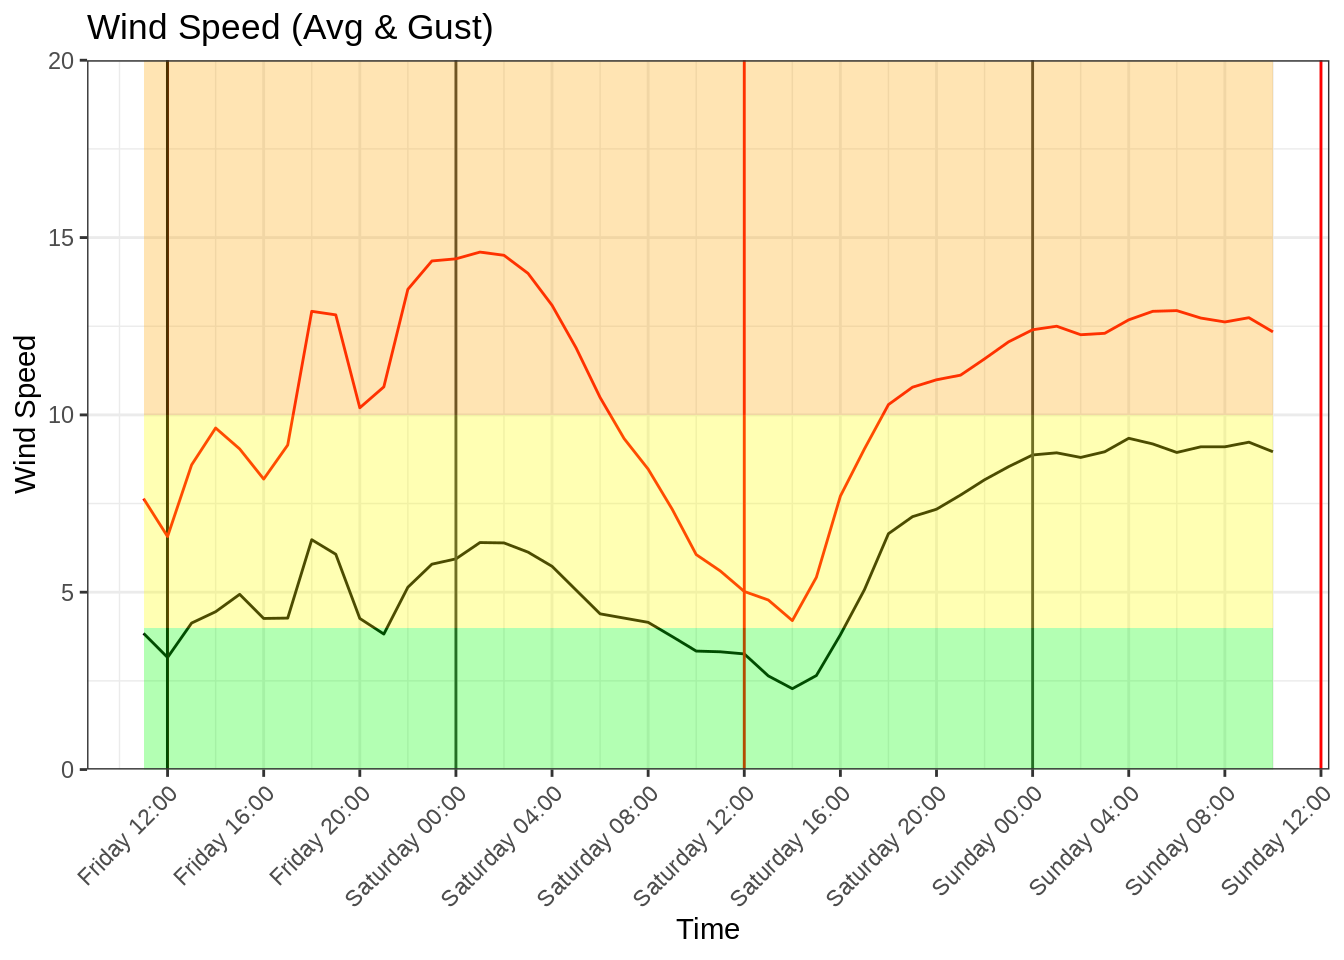 Wind Speed (Avg & Gust)
20
15
10
5
0
Wind Speed
Friday 12:00
Friday 16:00
Friday 20:00
Saturday 00:00
Saturday 04:00
Saturday 08:00
Saturday 12:00
Saturday 16:00
Saturday 20:00
Sunday 00:00
Sunday 04:00
Sunday 08:00
Sunday 12:00
Time